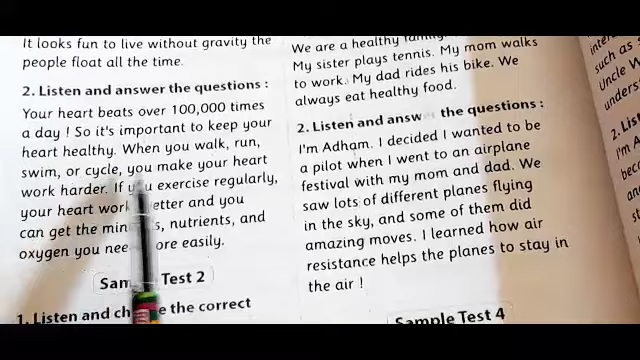 It looks fun to live without gravity the
people float all the time.
2. Listen and answer the questions :
Your heart beats over 100,000 times
a day ! So it's important to keep your
heart healthy. When you walk, run,
swim, or cycle, you make your heart
work harder. If you exercise regularly,
your heart work etter and you
can get the min s, nutrients, and
oxygen you nee ore easily.
Sam Test 2
1. Listen and ch e the correct
We are a healthy family.
My sister plays tennis. My mom walks
to work. My dad rides his bike. We
always eat healthy food.
2. Listen and answ the questions :
I'm Adham. I decided I wanted to be
a pilot when I went to an airplane
festival with my mom and dad. We
saw lots of different planes flying
in the sky, and some of them did
amazing moves. I learned how air
resistance helps the planes to stay in
the air !
Sample Test 4
such as
Uncle W
unders
2. Lis
I'm A